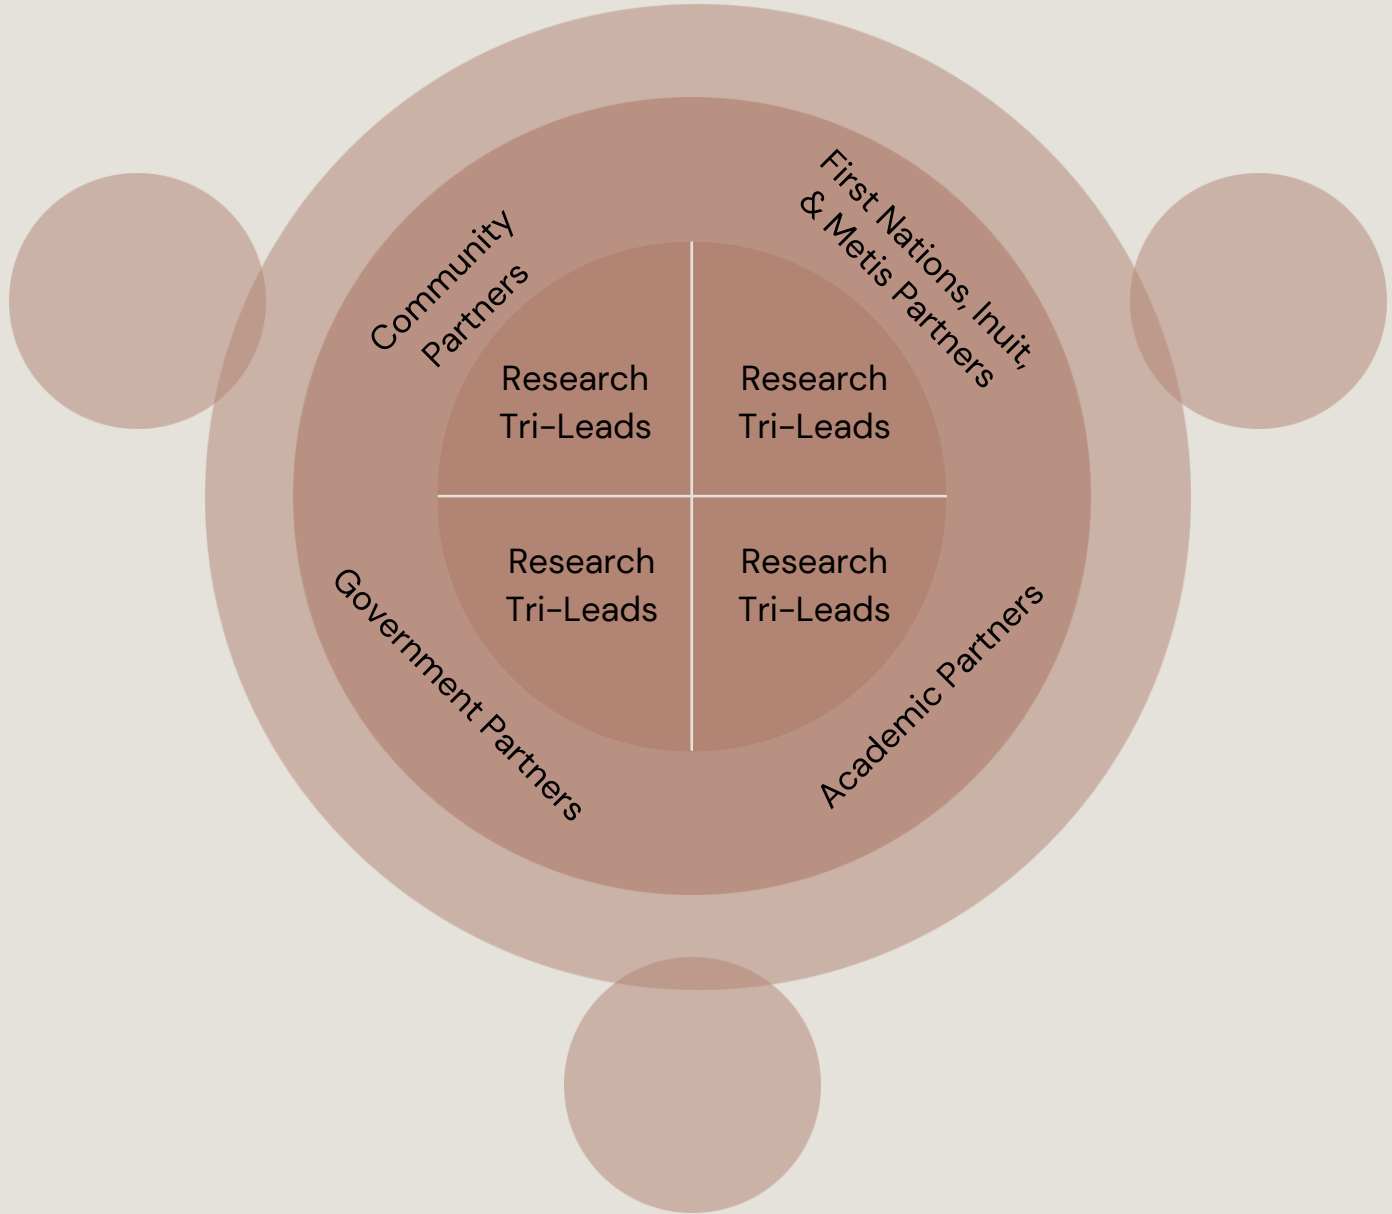 Community
Partners
First Nations, Inuit,
& Metis Partners
Research
Tri-Leads
Research
Tri-Leads
Research
Tri-Leads
Research
Tri-Leads
Government Partners
Academic Partners